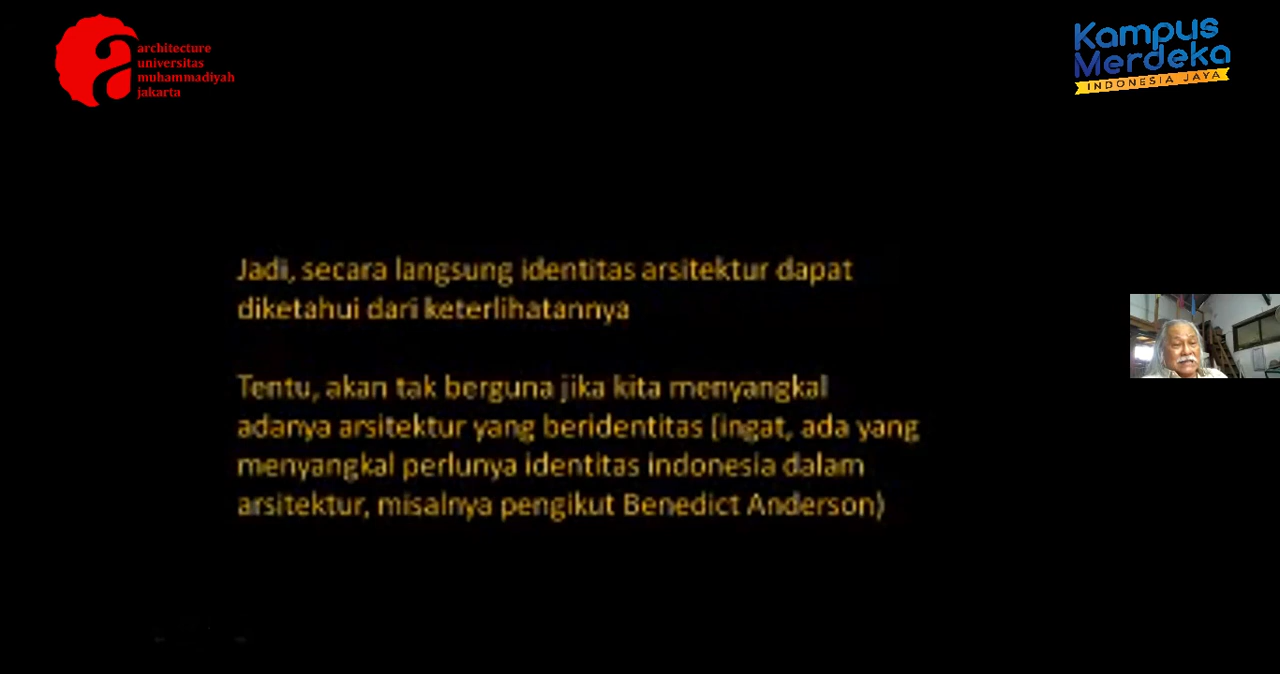 architecture
universitas
muhammadiyah
jakarta
Kampus
Merdeka
INDONESIA JAYA
Jadi, secara langsung identitas arsitektur dapat
diketahui dari keterlihatannya
Tentu, akan tak berguna jika kita menyangkal
adanya arsitektur yang beridentitas (ingat, ada yang
menyangkal perlunya identitas indonesia dalam
arsitektur, misalnya pengikut Benedict Anderson)